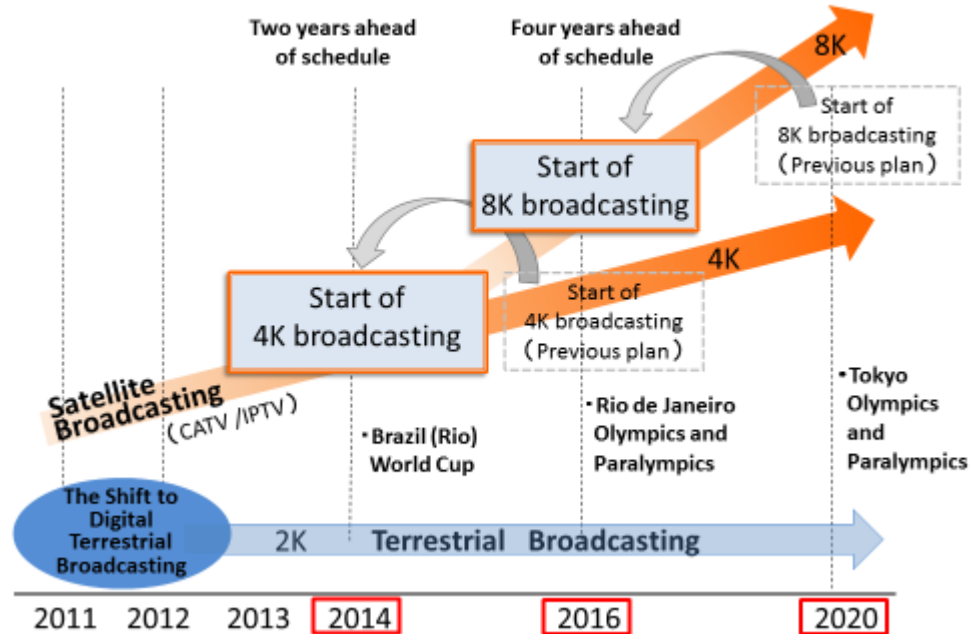 Two years ahead
of schedule
Four years ahead
of schedule
8K
Start of
8K broadcasting
(Previous plan)
Start of
8K broadcasting
4K
Start of
4K broadcasting
Start of
4K broadcasting
(Previous plan)
Satellite
Broadcasting
(CATV /IPTV)
・Brazil (Rio)
World Cup
・Rio de Janeiro
Olympics and
Paralympics
・Tokyo
Olympics
and
Paralympics
The Shift to
Digital
Terrestrial
Broadcasting
2K Terrestrial Broadcasting
2011 2012 2013 2014 2016 2020